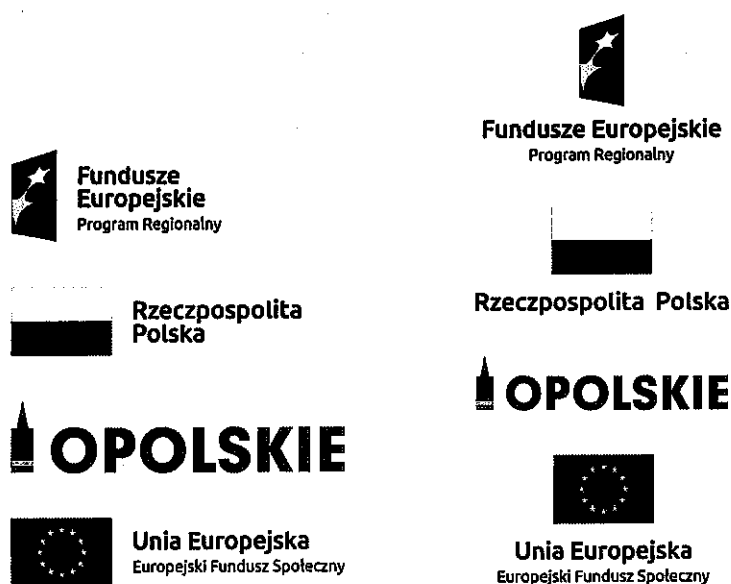 Fundusze
Europejskie
Program Regionalny
Rzeczpospolita
Polska
OPOLSKIE
Unia Europejska
Europejski Fundusz Społeczny
Fundusze Europejskie
Program Regionalny
Rzeczpospolita Polska
OPOLSKIE
Unia Europejska
Europejski Fundusz Społeczny